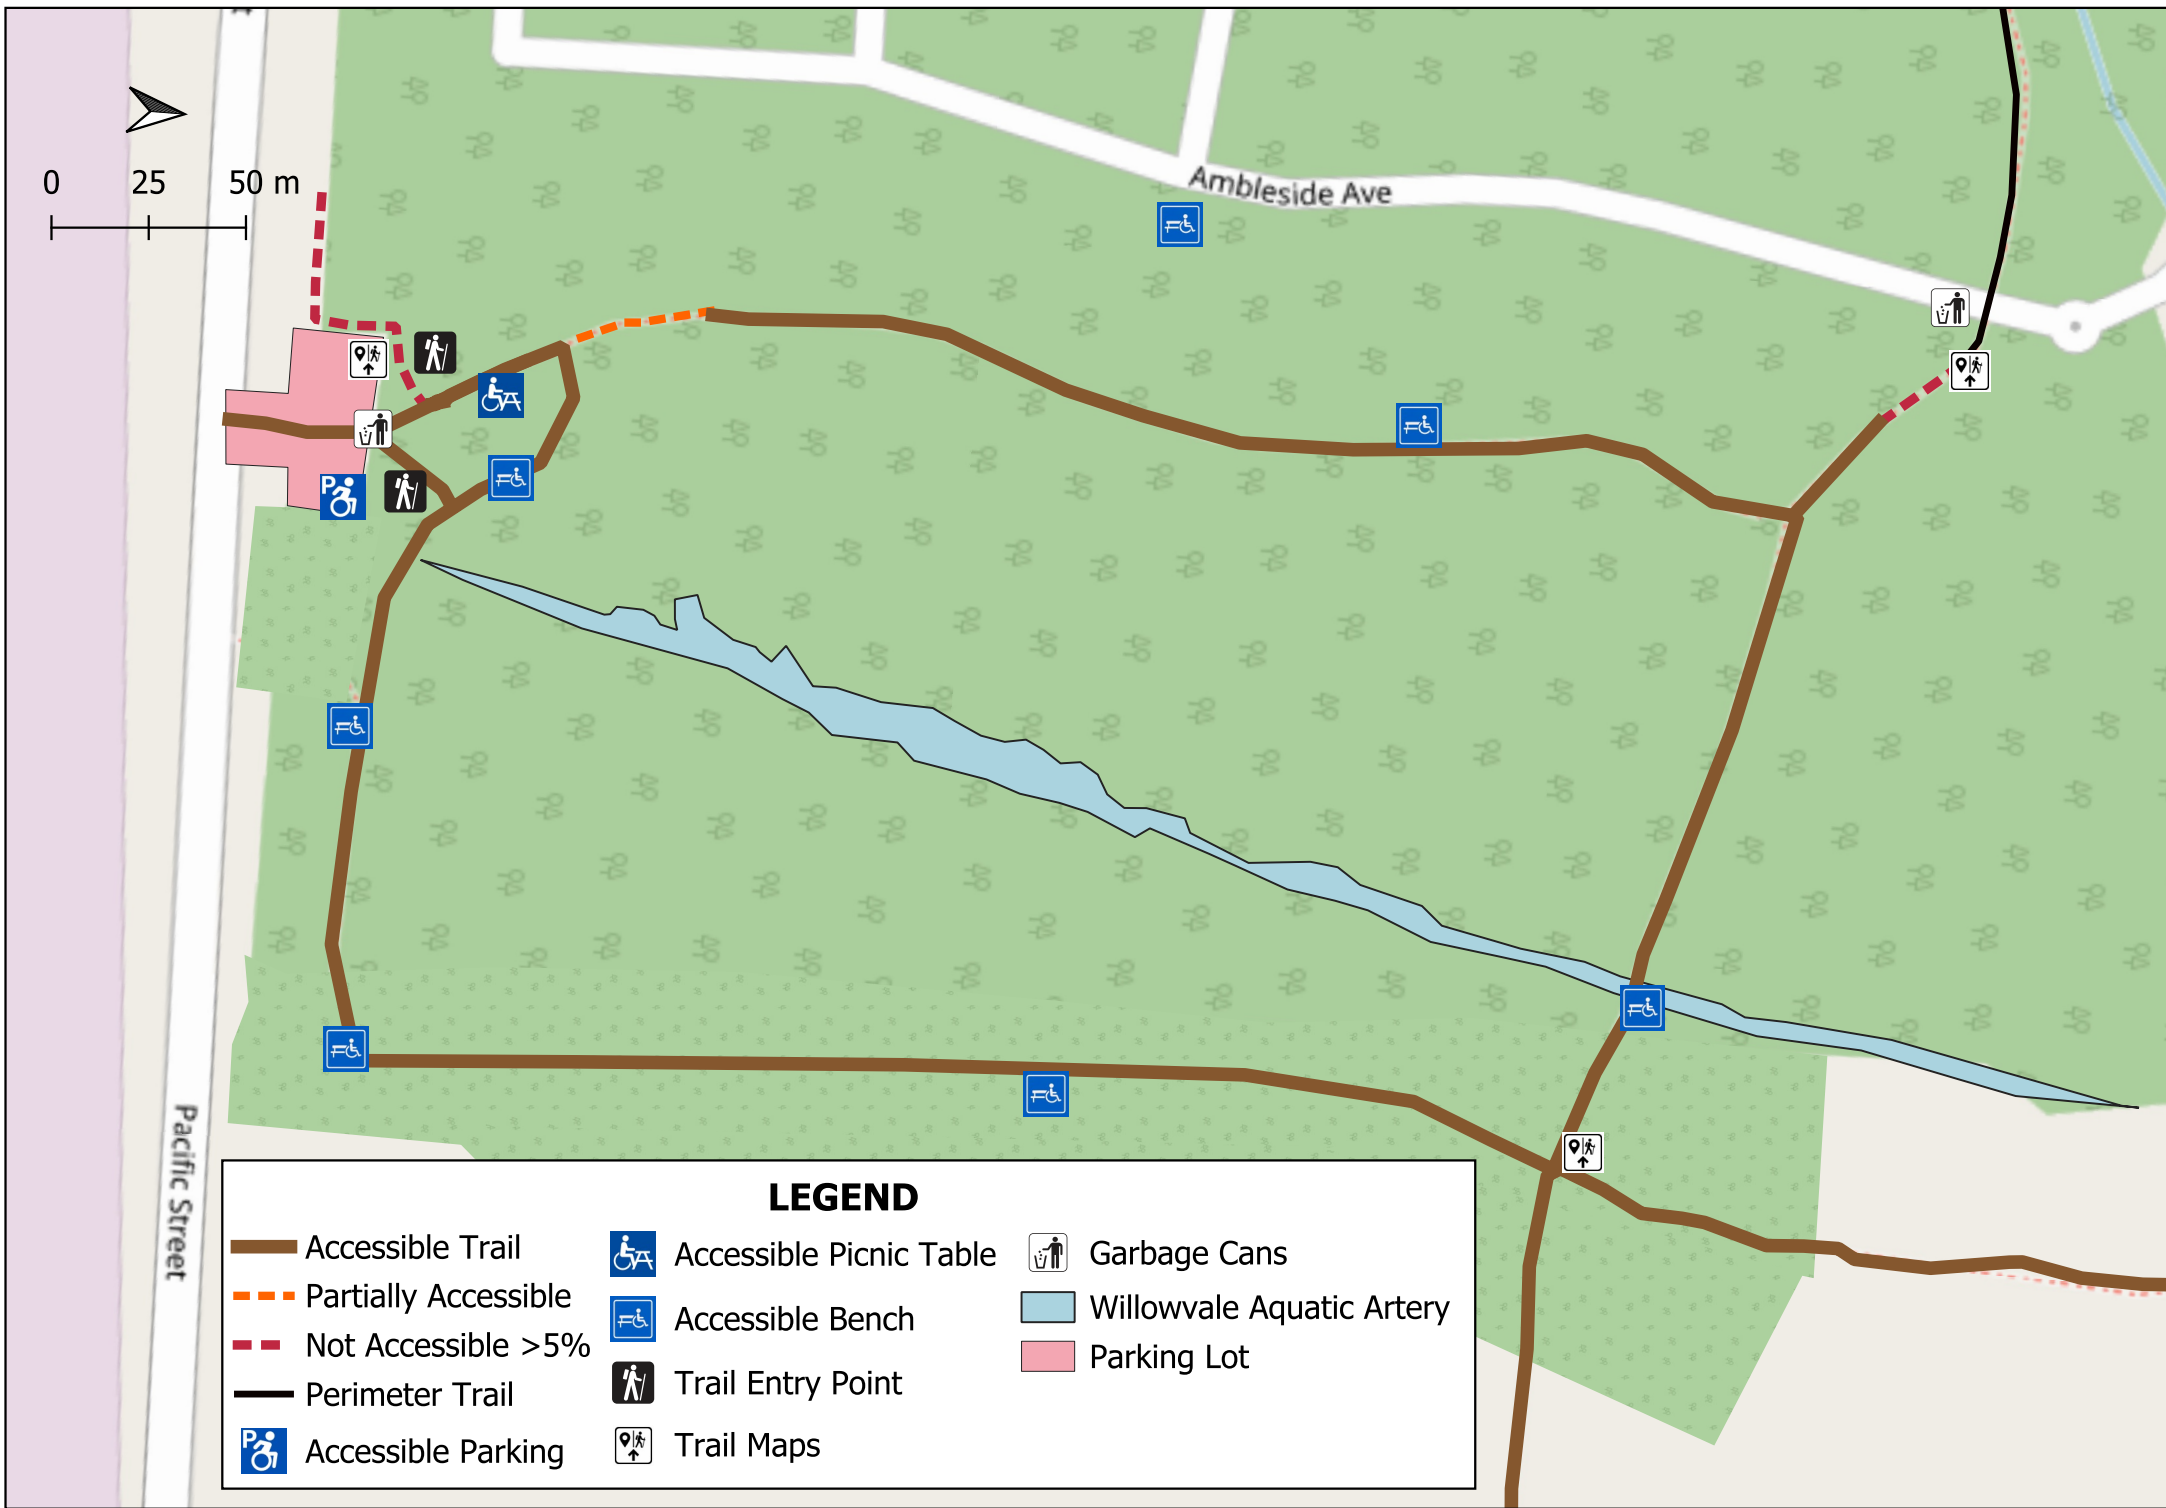 Ambleside Ave
0 25 50 m
P
Pacific Street
LEGEND
Accessible Trail
Partially Accessible
Not Accessible >5%
Perimeter Trail
P Accessible Parking
Accessible Picnic Table
Accessible Bench
Trail Entry Point
Trail Maps
Garbage Cans
Willowvale Aquatic Artery
Parking Lot